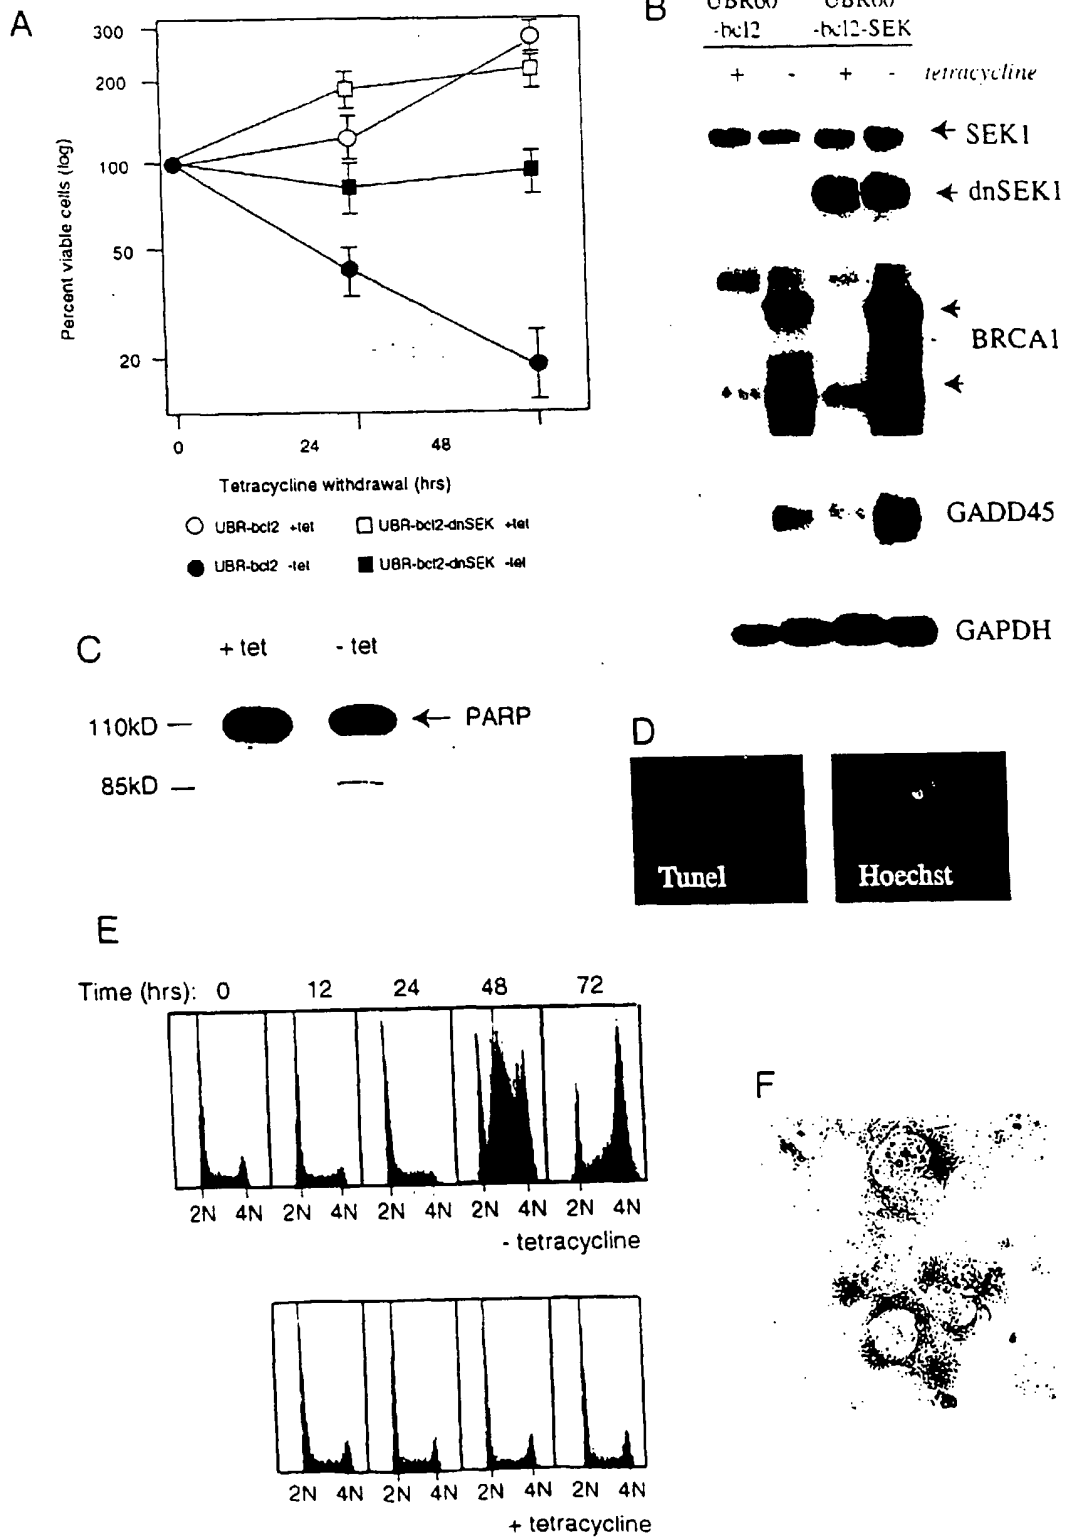 A
300
200
100
50
20
Percent viable cells (log)
0 24 48
Tetracycline withdrawal (hrs)
UBR-bcl2 +tet
UBR-bcl2-dnSEK +tet
UBR-bcl2 -tet
UBR-bcl2-dnSEK -tet
B
UBR60 UBR60
-bcl2 -bcl2-SEK
+ - + - tetracycline
SEK1
dnSEK1
BRCA1
GADD45
GAPDH
C
+ tet - tet
110kD
PARP
85kD
D
Tunel
Hoechst
E
Time (hrs): 0 12 24 48 72
2N 4N 2N 4N 2N 4N 2N 4N 2N 4N
- tetracycline
2N 4N 2N 4N 2N 4N 2N 4N
+ tetracycline
F